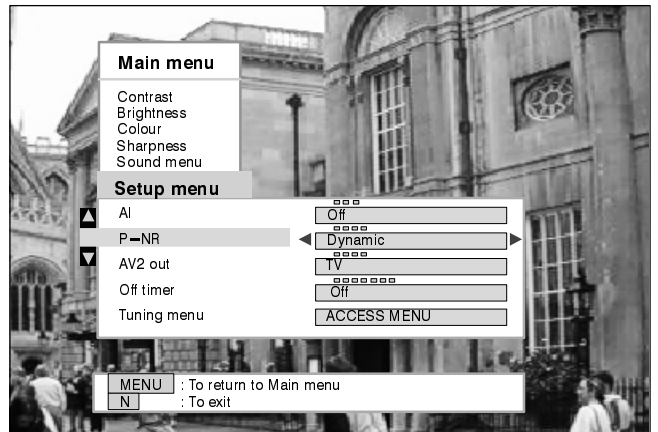 Main menu
Contrast
Brightness
Colour
Sharpness
Sound menu
Setup menu
AI Off
P-NR Dynamic
AV2 out TV
Off timer Off
Tuning menu ACCESS MENU
MENU : To return to Main menu
N : To exit